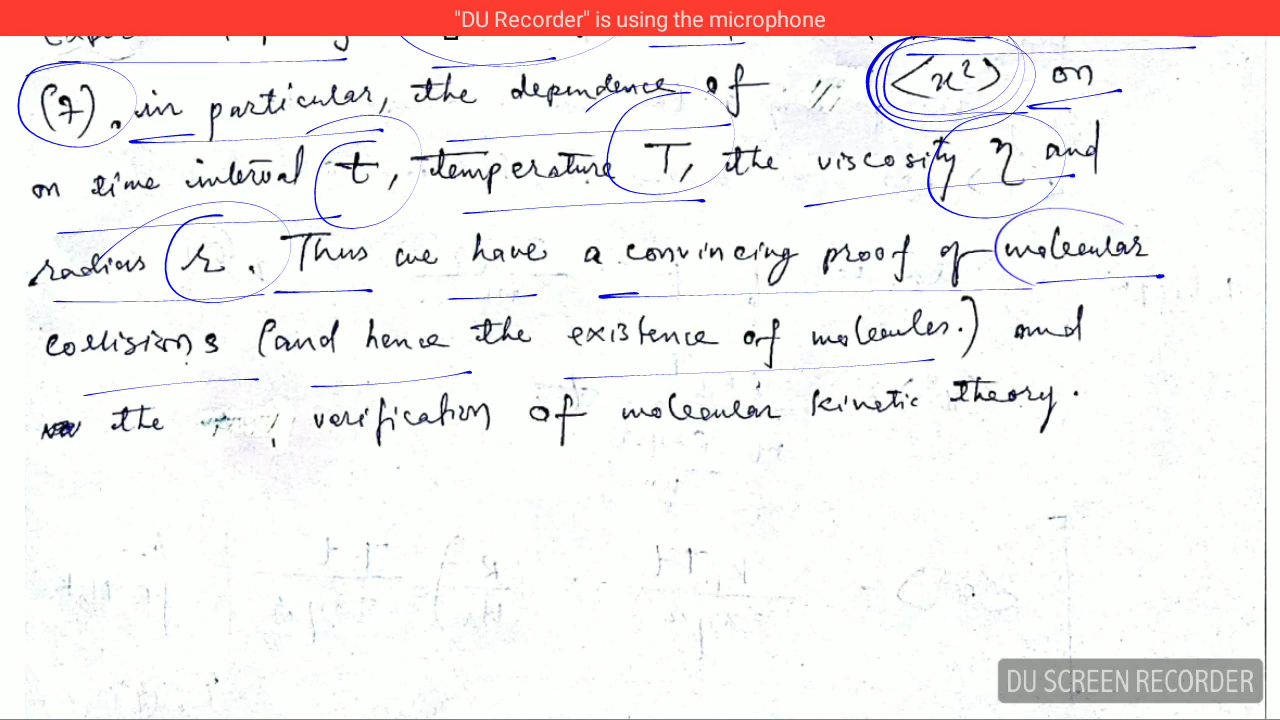 "DU Recorder" is using the microphone
(7). in particular, the dependence of <x²> on
on time interval t, temperature T, the viscosity η and
radius r. Thus we have a convincing proof of molecular
collisions (and hence the existence of molecules.) and
the verification of molecular kinetic theory.
DU SCREEN RECORDER